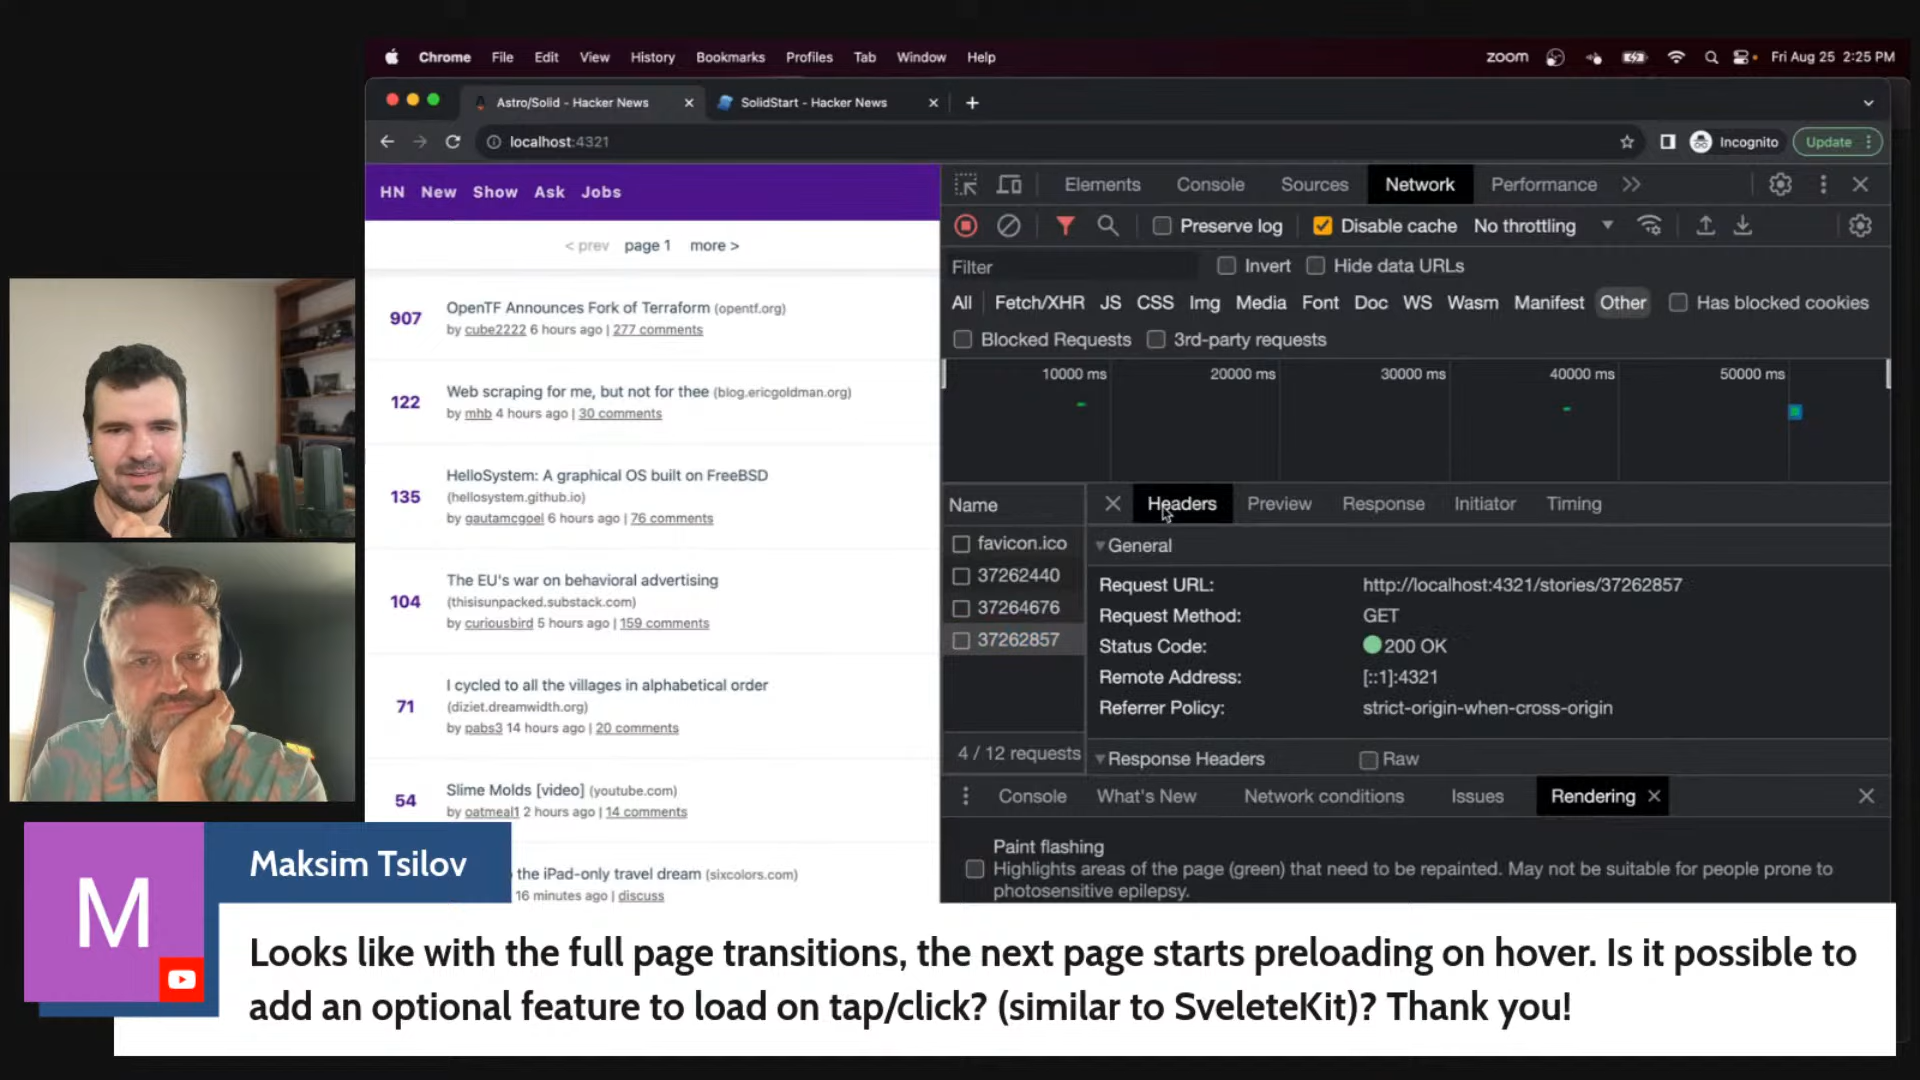 Chrome File Edit View History Bookmarks Profiles Tab Window Help
zoom
Fri Aug 25 2:25 PM
Astro/Solid - Hacker News
SolidStart - Hacker News
localhost:4321
Incognito
Update
HN New Show Ask Jobs
< prev page 1 more >
907
OpenTF Announces Fork of Terraform (opentf.org)
by cube2222 6 hours ago | 277 comments
122
Web scraping for me, but not for thee (blog.ericgoldman.org)
by mhb 4 hours ago | 30 comments
135
HelloSystem: A graphical OS built on FreeBSD
(hellosystem.github.io)
by gautamcgoel 6 hours ago | 76 comments
104
The EU's war on behavioral advertising
(thisisunpacked.substack.com)
by curiousbird 5 hours ago | 159 comments
71
I cycled to all the villages in alphabetical order
(diziet.dreamwidth.org)
by pabs3 14 hours ago | 20 comments
54
Slime Molds [video] (youtube.com)
by oatmeal1 2 hours ago | 14 comments
the iPad-only travel dream (sixcolors.com)
16 minutes ago | discuss
Elements Console Sources Network Performance
Preserve log Disable cache No throttling
Filter Invert Hide data URLs
All Fetch/XHR JS CSS Img Media Font Doc WS Wasm Manifest Other Has blocked cookies
Blocked Requests 3rd-party requests
10000 ms 20000 ms 30000 ms 40000 ms 50000 ms
Name
favicon.ico
37262440
37264676
37262857
4 / 12 requests
Headers Preview Response Initiator Timing
General
Request URL: http://localhost:4321/stories/37262857
Request Method: GET
Status Code: 200 OK
Remote Address: [::1]:4321
Referrer Policy: strict-origin-when-cross-origin
Response Headers Raw
Console What's New Network conditions Issues Rendering
Paint flashing
Highlights areas of the page (green) that need to be repainted. May not be suitable for people prone to
photosensitive epilepsy.
M
Maksim Tsilov
Looks like with the full page transitions, the next page starts preloading on hover. Is it possible to
add an optional feature to load on tap/click? (similar to SveleteKit)? Thank you!